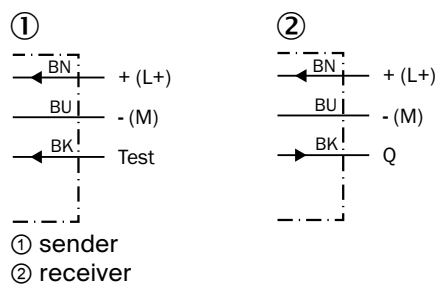 ① ②
BN + (L+) BN + (L+)
BU - (M) BU - (M)
BK Test BK Q
① sender
② receiver